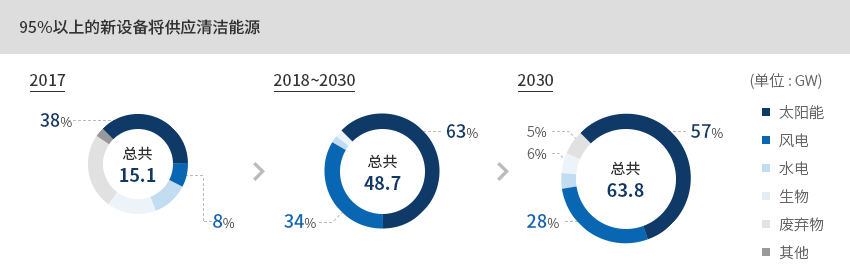 95%以上的新设备将供应清洁能源
2017
38%
总共
15.1
8%
2018~2030
63%
总共
48.7
34%
2030
57%
5%
6%
总共
63.8
28%
(单位 : GW)
太阳能
风电
水电
生物
废弃物
其他